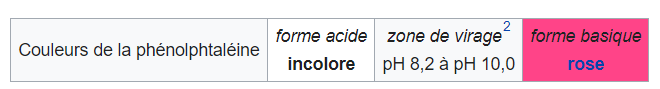 Couleurs de la phénolphtaléine
forme acide
incolore
zone de virage2
pH 8,2 à pH 10,0
forme basique
rose